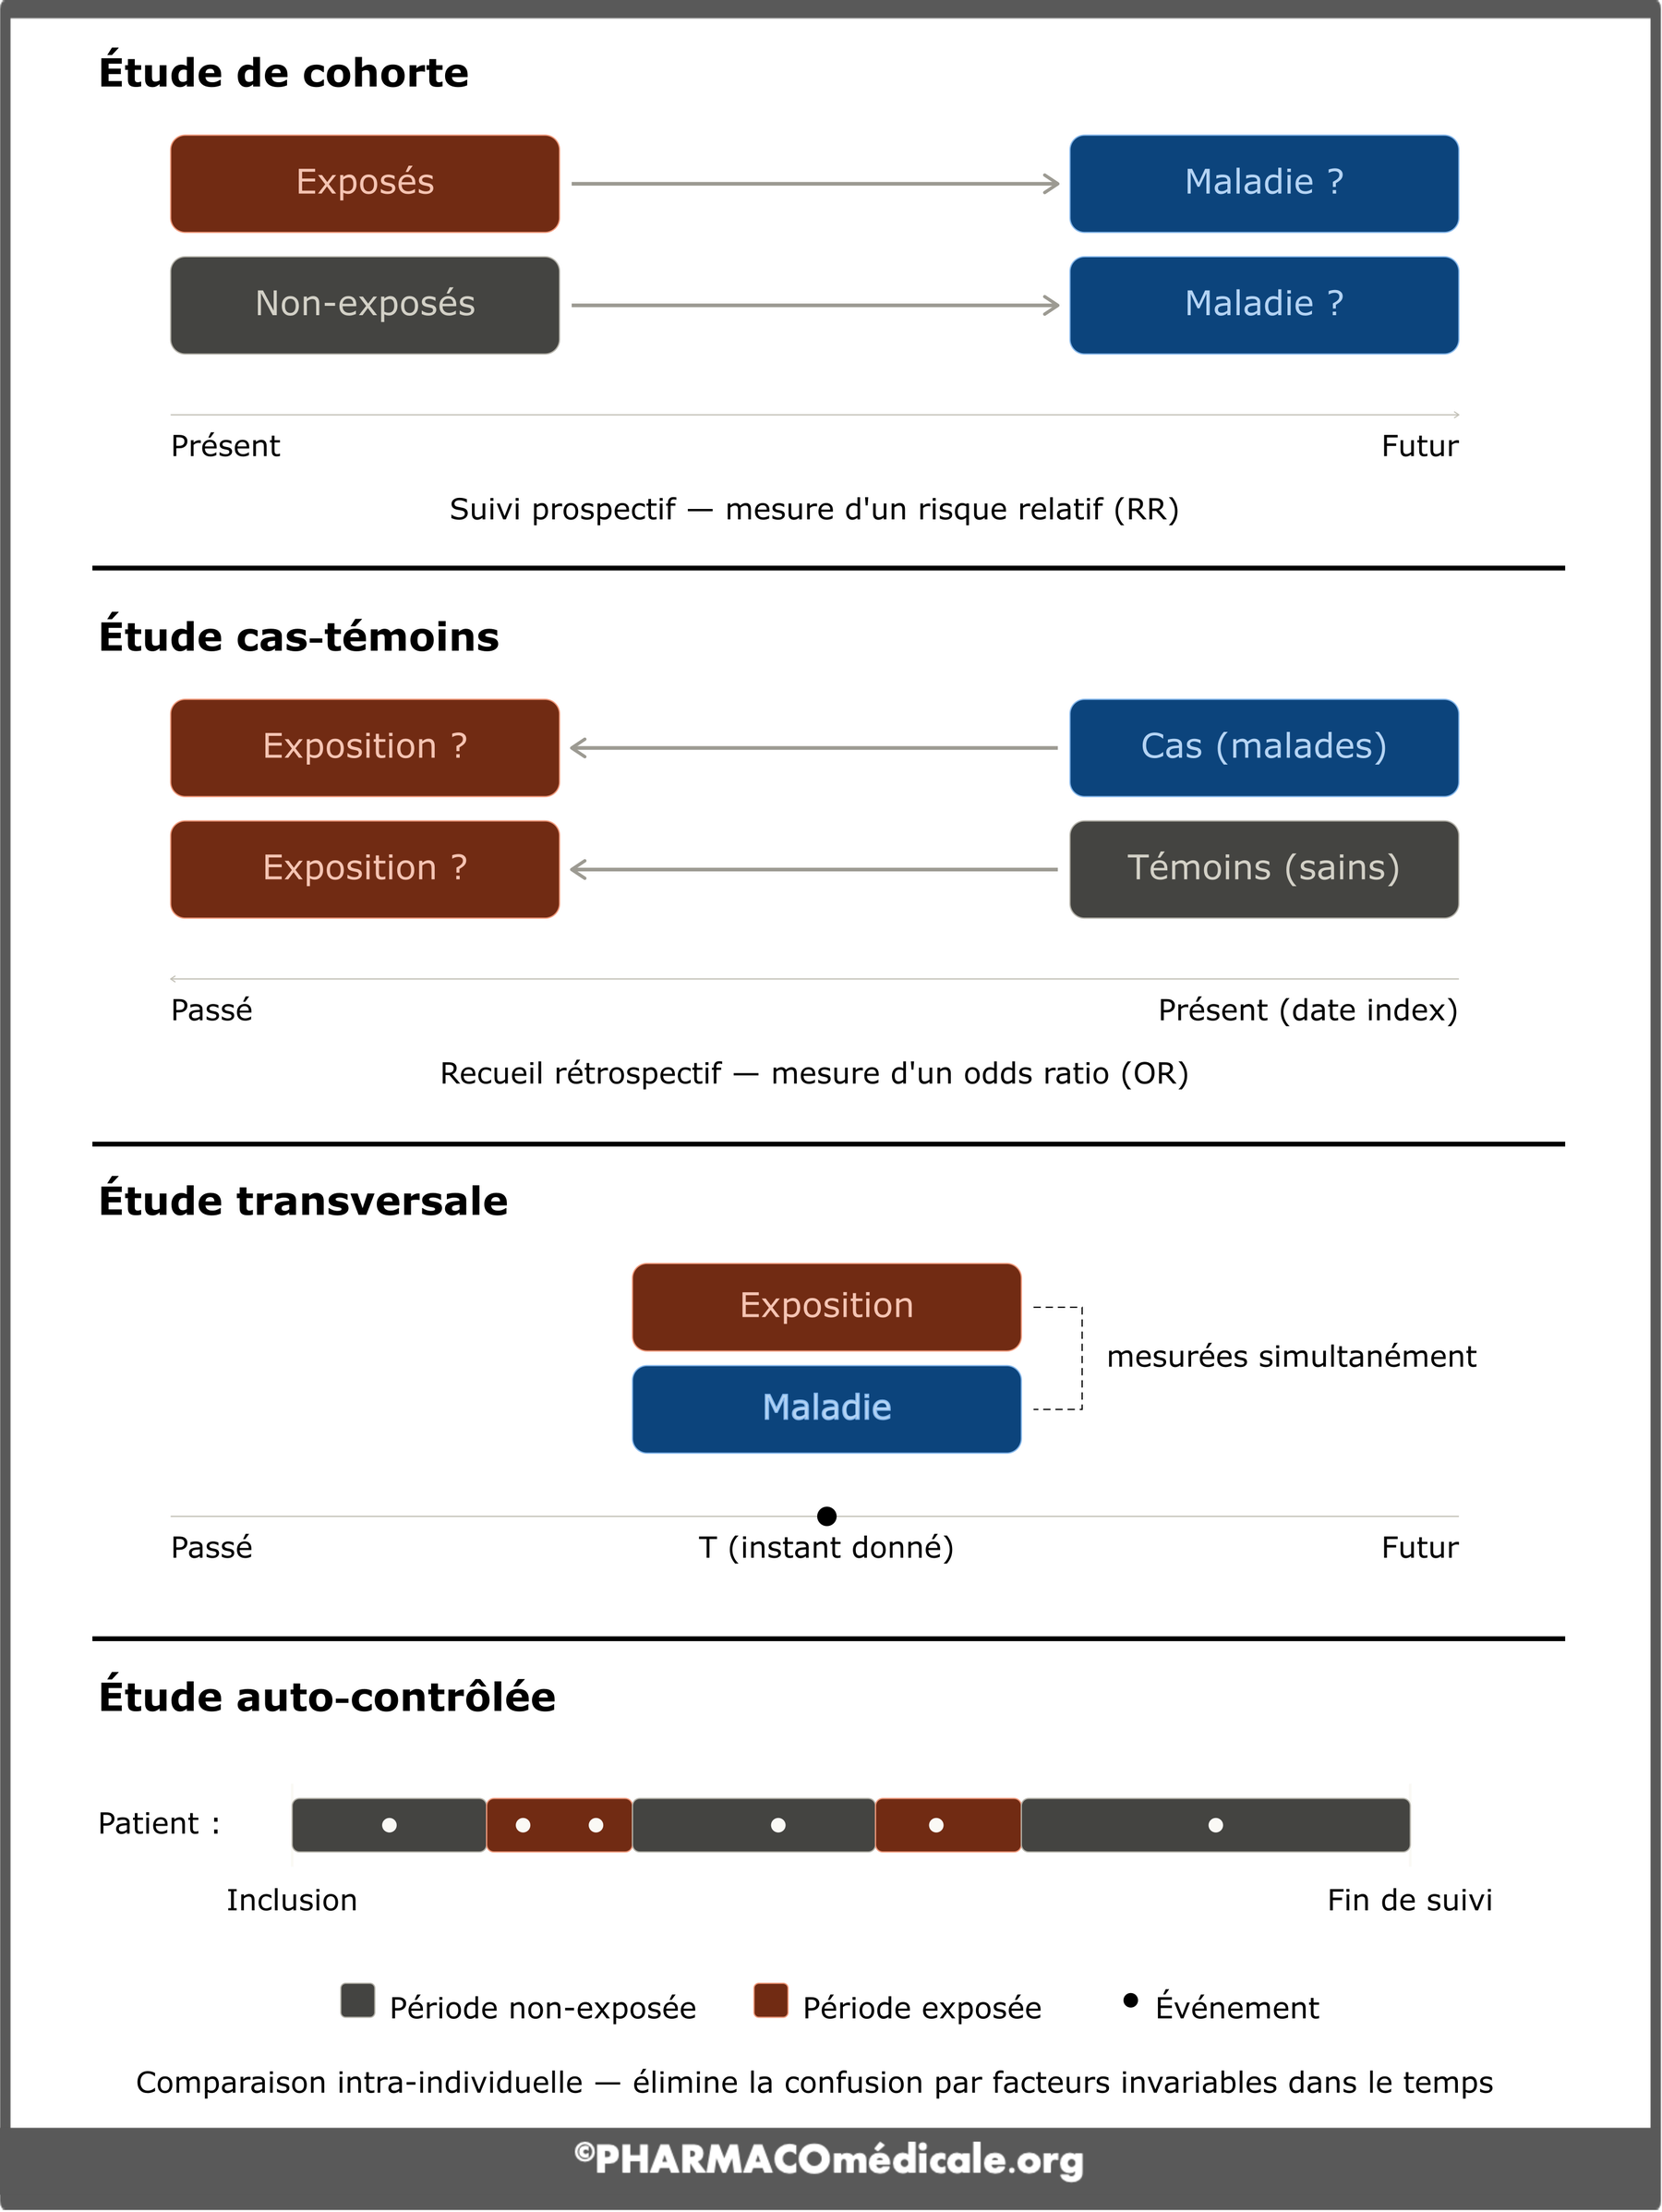 Étude de cohorte
Exposés
Maladie ?
Non-exposés
Maladie ?
Présent
Futur
Suivi prospectif — mesure d'un risque relatif (RR)
Étude cas-témoins
Exposition ?
Cas (malades)
Exposition ?
Témoins (sains)
Passé
Présent (date index)
Recueil rétrospectif — mesure d'un odds ratio (OR)
Étude transversale
Exposition
mesurées simultanément
Maladie
Passé
T (instant donné)
Futur
Étude auto-contrôlée
Patient :
Inclusion
Fin de suivi
Période non-exposée
Période exposée
Événement
Comparaison intra-individuelle — élimine la confusion par facteurs invariables dans le temps
©PHARMACOmédicale.org